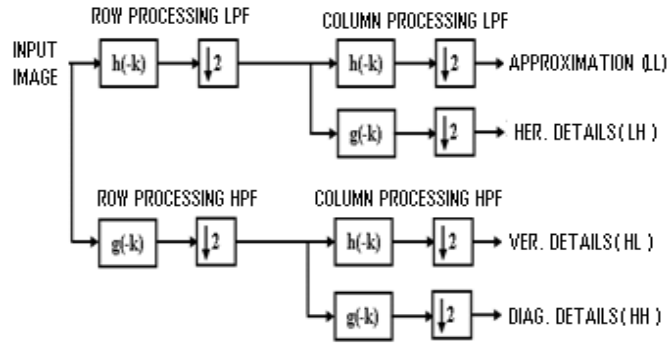 ROW PROCESSING LPF
COLUMN PROCESSING LPF
INPUT
IMAGE
h(-k)
↓2
h(-k)
↓2
APPROXIMATION (LL)
g(-k)
↓2
HER. DETAILS(LH)
ROW PROCESSING HPF
COLUMN PROCESSING HPF
g(-k)
↓2
h(-k)
↓2
VER. DETAILS(HL)
g(-k)
↓2
DIAG. DETAILS(HH )